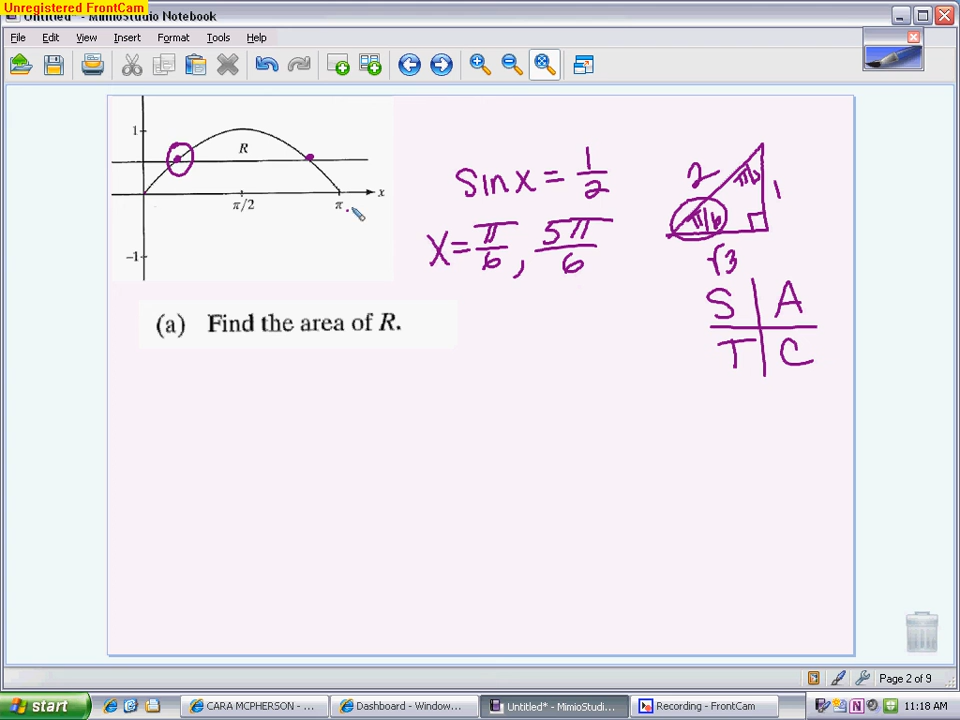 Unregistered FrontCam
Untitled* - MimioStudio Notebook
File Edit View Insert Format Tools Help
1
R
x
π/2
π
−1
sin x = 1/2
x = π/6, 5π/6
2
1
π/6
√3
S A
T C
(a) Find the area of R.
Page 2 of 9
start
CARA MCPHERSON - ...
Dashboard - Window...
Untitled* - MimioStudi...
Recording - FrontCam
11:18 AM